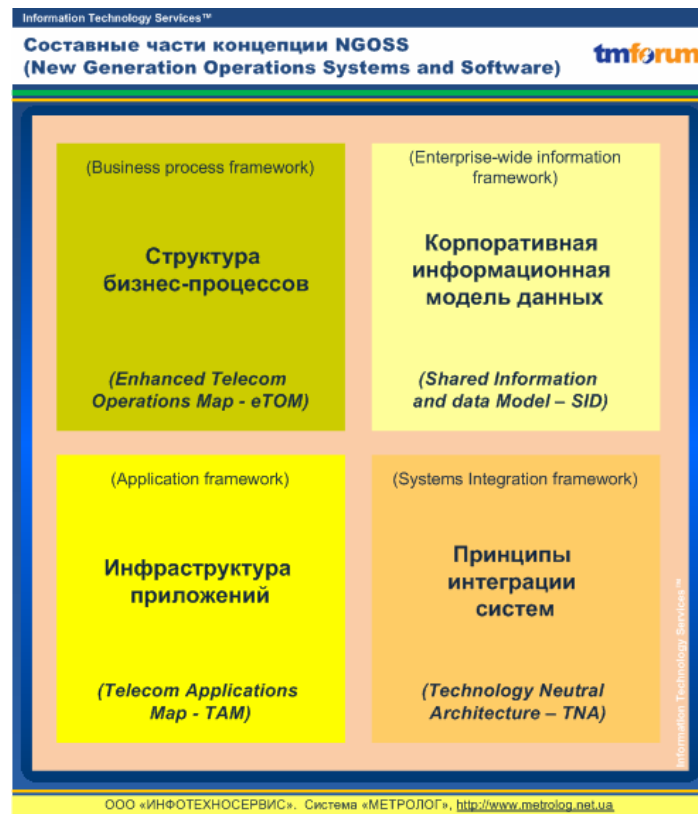 Information Technology Services™
Составные части концепции NGOSS
(New Generation Operations Systems and Software)
tmforum
(Business process framework)
Структура
бизнес-процессов
(Enhanced Telecom
Operations Map - eTOM)
(Enterprise-wide information
framework)
Корпоративная
информационная
модель данных
(Shared Information
and data Model – SID)
(Application framework)
Инфраструктура
приложений
(Telecom Applications
Map - TAM)
(Systems Integration framework)
Принципы
интеграции
систем
(Technology Neutral
Architecture – TNA)
Information Technology Services™
ООО «ИНФОТЕХНОСЕРВИС». Система «МЕТРОЛОГ», http://www.metrolog.net.ua